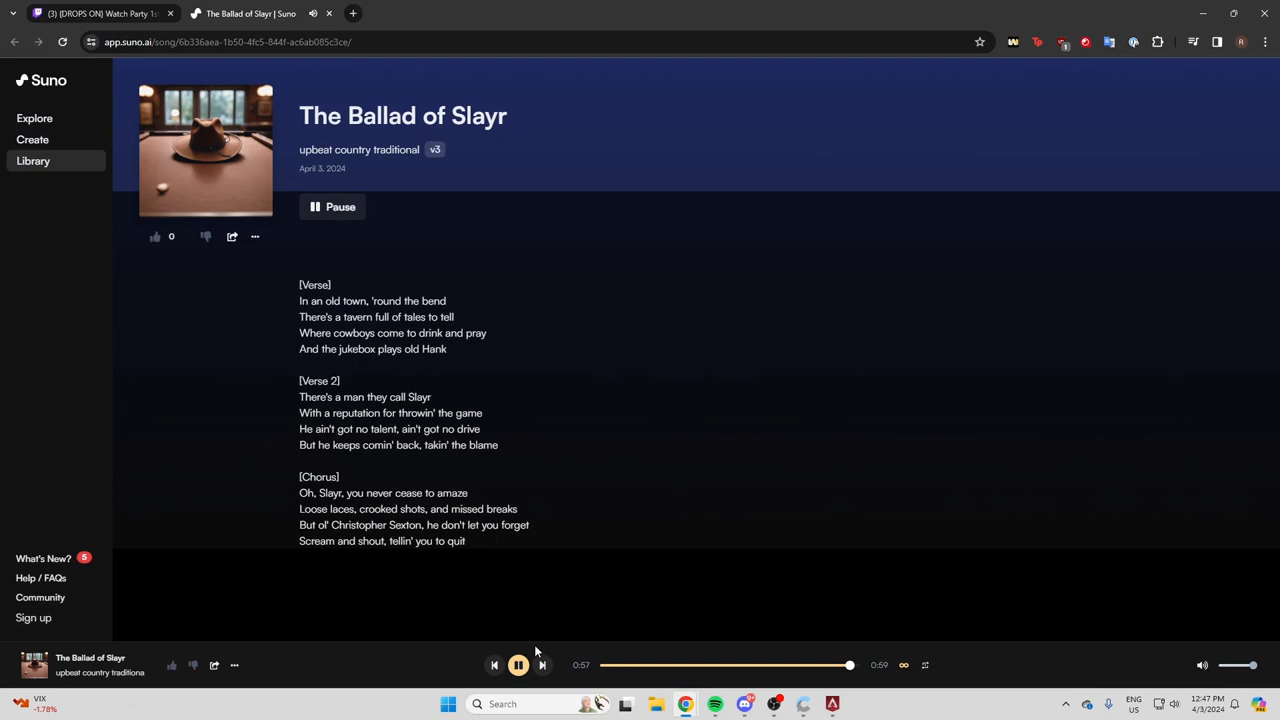 (3) {DROPS ON} Watch Party 1s
The Ballad of Slayr | Suno
app.suno.ai/song/6b336aea-1b50-4fc5-844f-ac6ab085c3ce/
Suno
Explore
Create
Library
The Ballad of Slayr
upbeat country traditional v3
April 3, 2024
Pause
0
[Verse]
In an old town, 'round the bend
There's a tavern full of tales to tell
Where cowboys come to drink and pray
And the jukebox plays old Hank
[Verse 2]
There's a man they call Slayr
With a reputation for throwin' the game
He ain't got no talent, ain't got no drive
But he keeps comin' back, takin' the blame
[Chorus]
Oh, Slayr, you never cease to amaze
Loose laces, crooked shots, and missed breaks
But ol' Christopher Sexton, he don't let you forget
Scream and shout, tellin' you to quit
What's New? 5
Help / FAQs
Community
Sign up
The Ballad of Slayr
upbeat country traditiona
0:57
0:59
VIX
-1.78%
Search
ENG
US
12:47 PM
4/3/2024